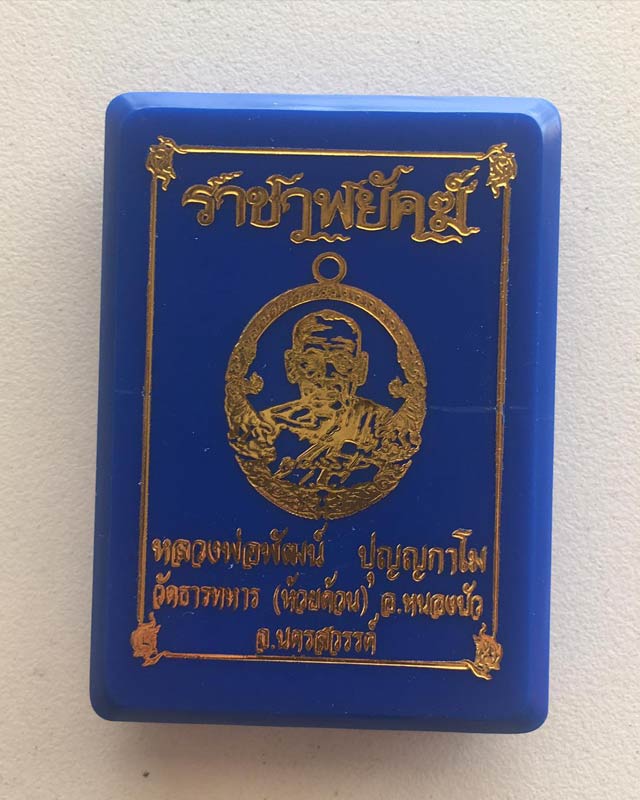 ราชาพยัคฆ์
หลวงพ่อพัฒน์ ปุญญกาโม
วัดธารทหาร (ห้วยด้วน) อ.หนองบัว
จ.นครสวรรค์